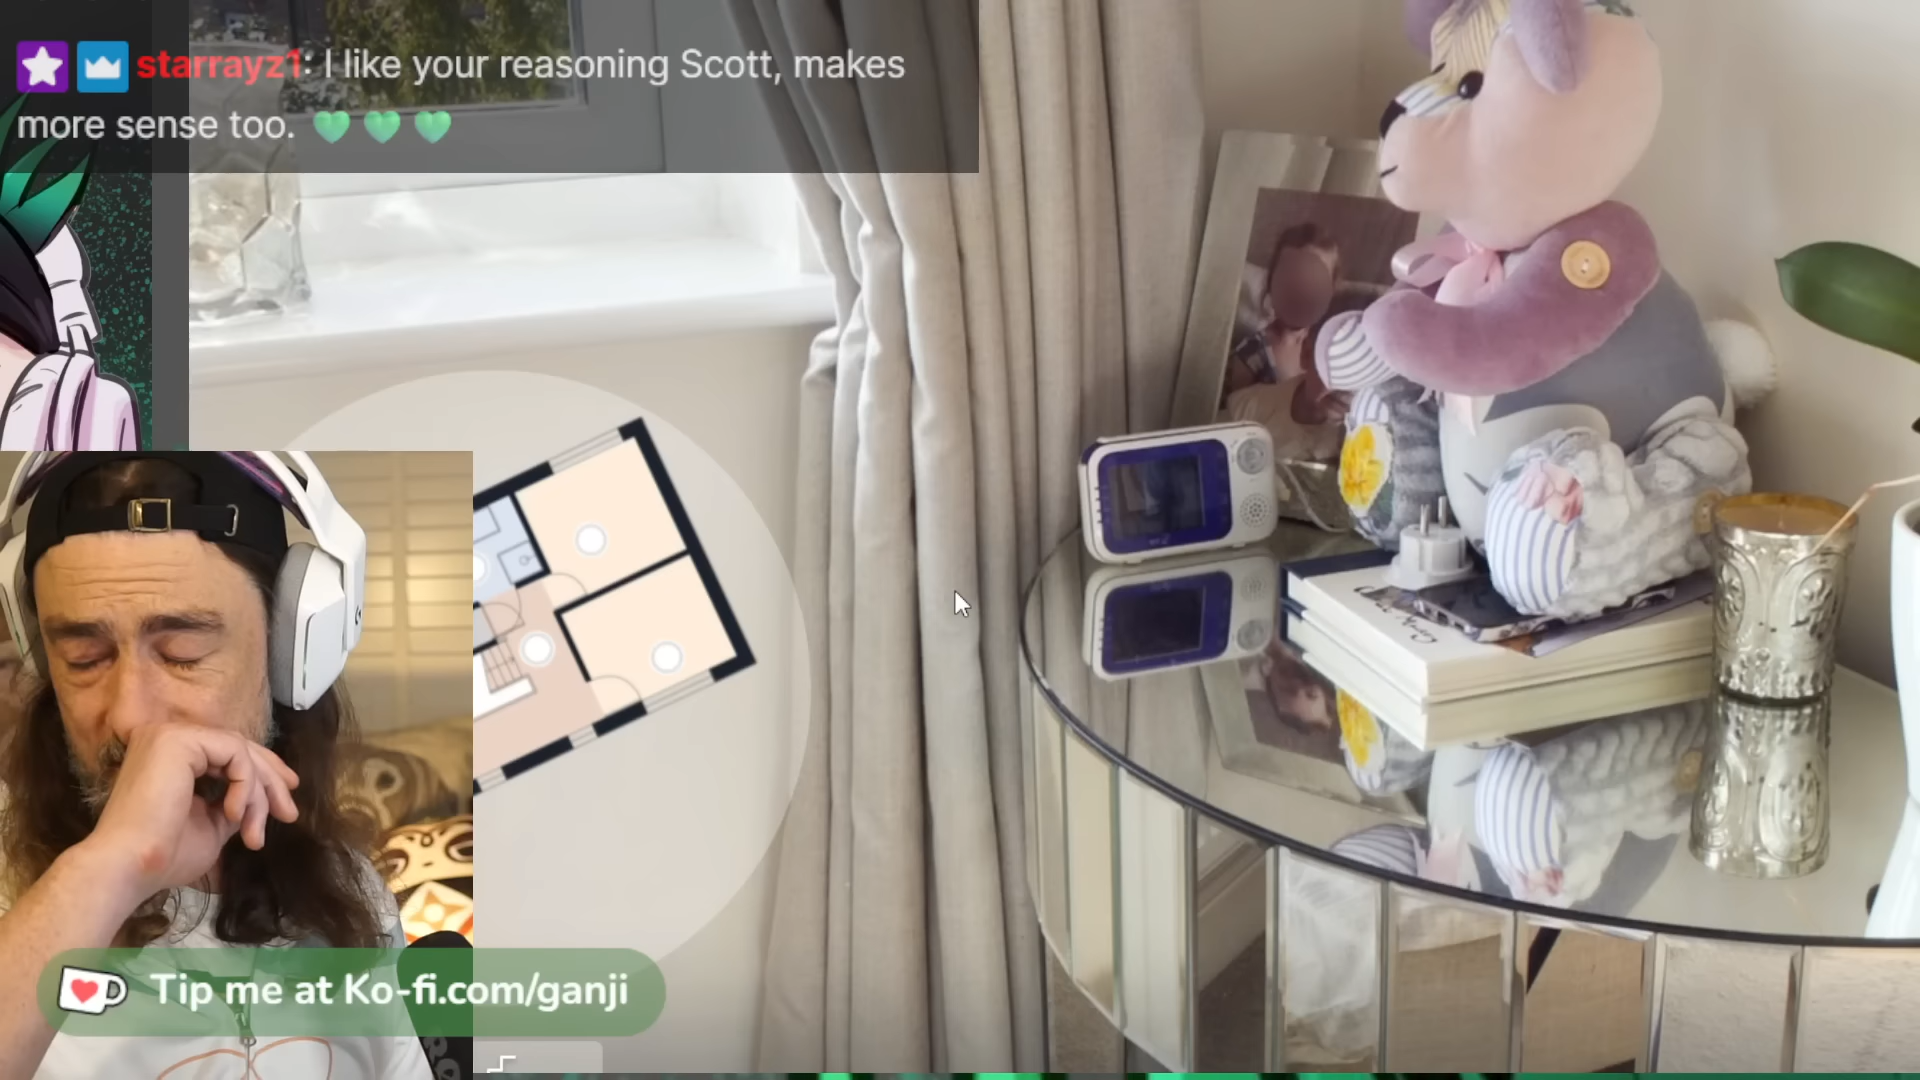 starrayz1: I like your reasoning Scott, makes
more sense too. 💚 💚 💚
Tip me at Ko-fi.com/ganji